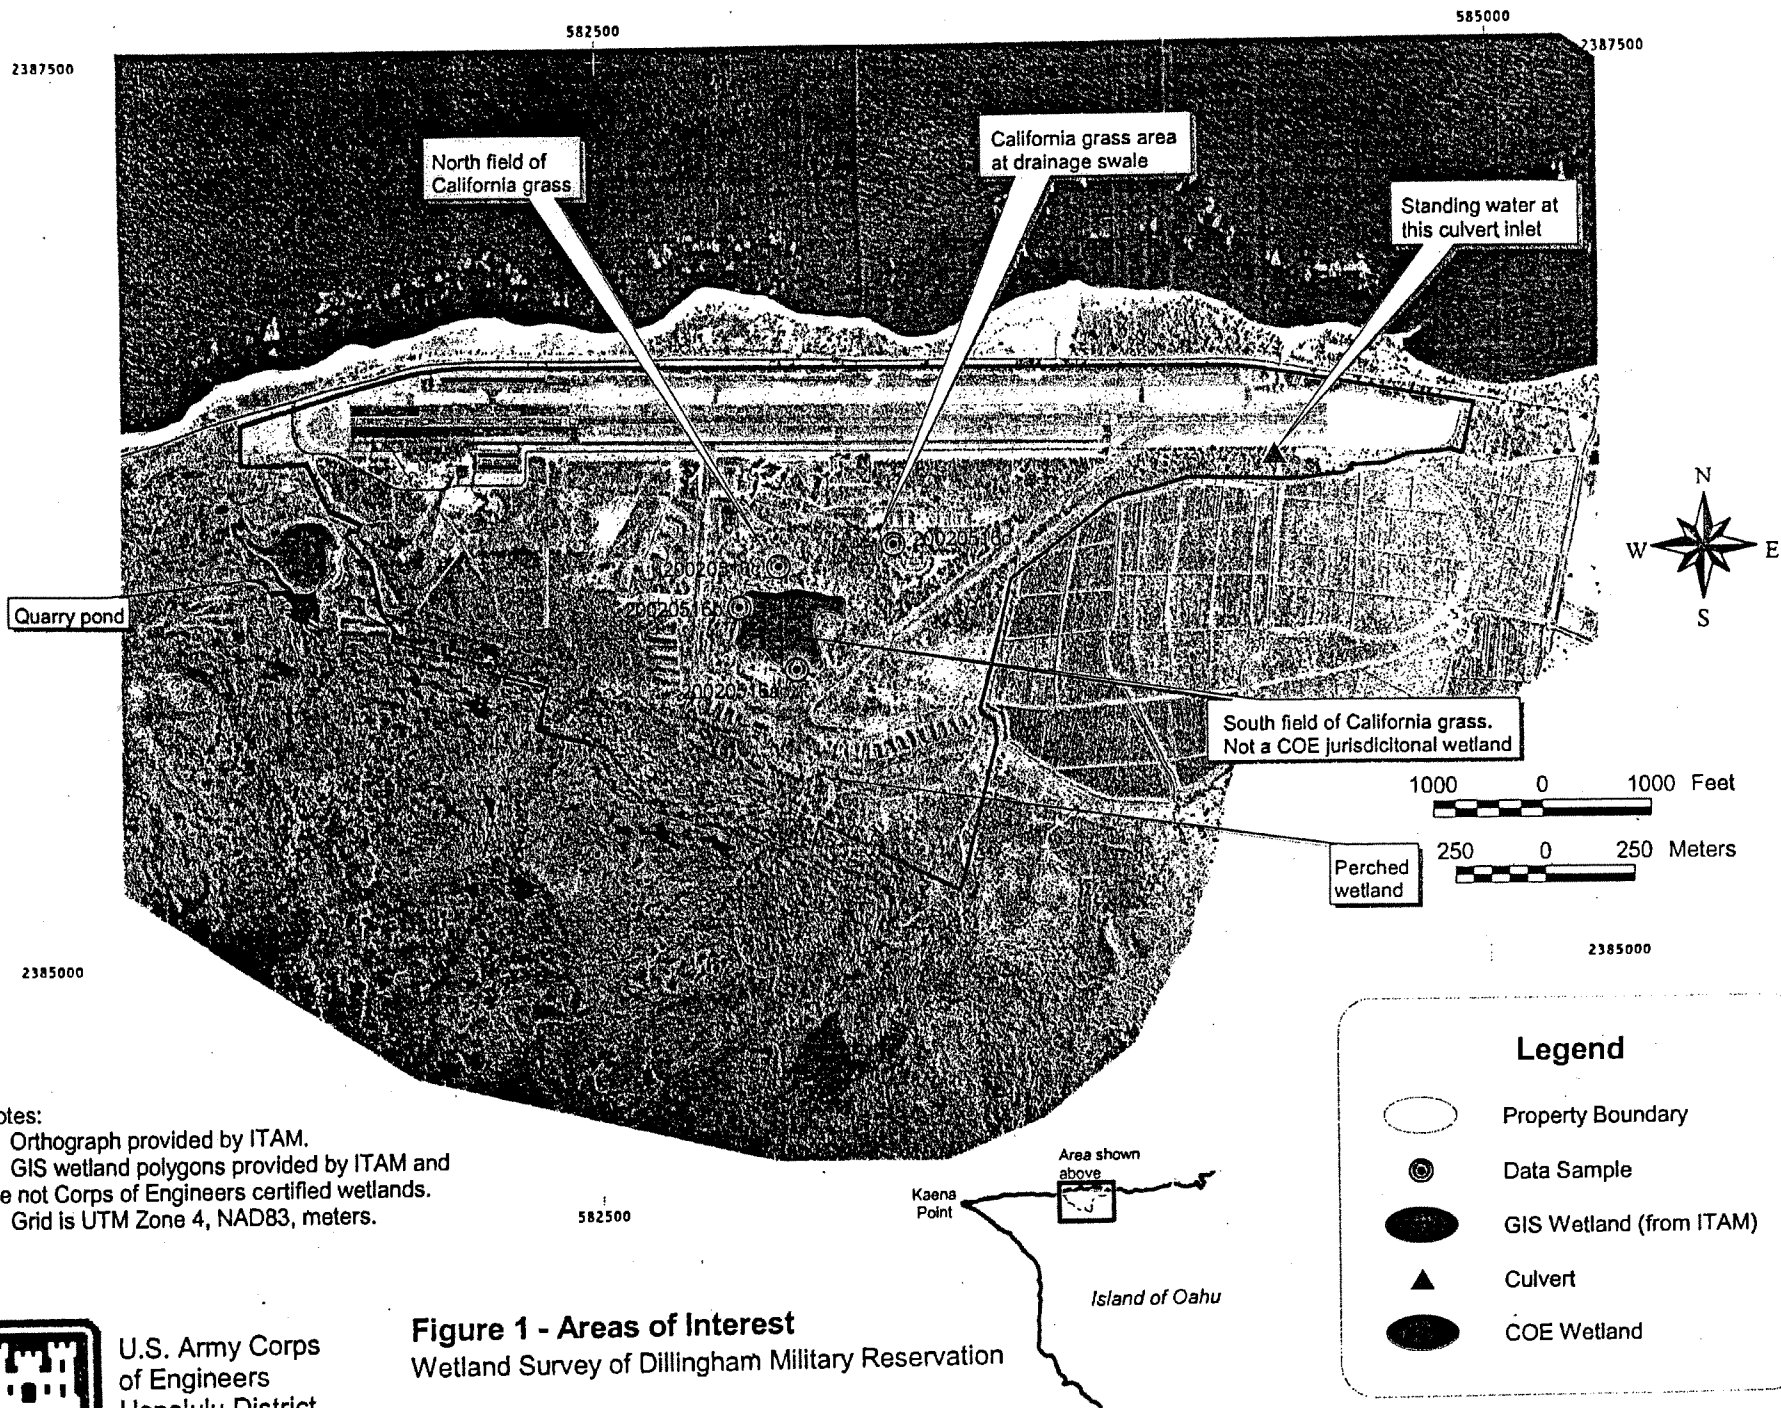 582500
585000
2387500
2387500
North field of
California grass
California grass area
at drainage swale
Standing water at
this culvert inlet
N
W
E
S
20020516d
20020516b
Quarry pond
South field of California grass.
Not a COE jurisdicitonal wetland
1000 0 1000 Feet
250 0 250 Meters
Perched
wetland
2385000
2385000
Legend
Property Boundary
Data Sample
GIS Wetland (from ITAM)
Culvert
COE Wetland
otes:
Orthograph provided by ITAM.
GIS wetland polygons provided by ITAM and
e not Corps of Engineers certified wetlands.
Grid is UTM Zone 4, NAD83, meters.
582500
Area shown
above
Kaena
Point
Island of Oahu
U.S. Army Corps
of Engineers
Honolulu District
Figure 1 - Areas of Interest
Wetland Survey of Dillingham Military Reservation